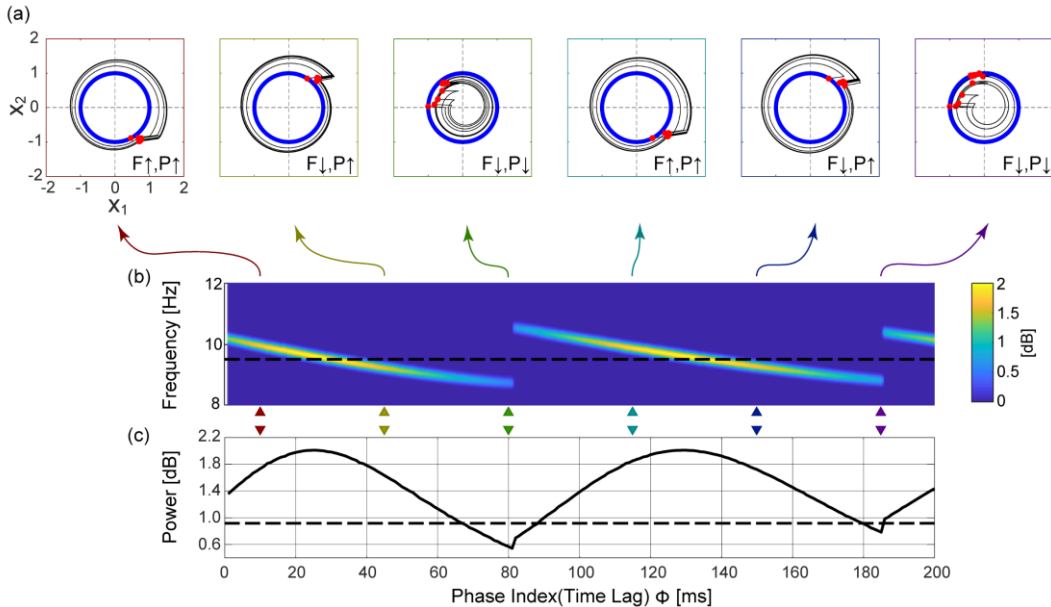 (a)
2
1
0
-1
-2
X2
F↑,P↑
F↓,P↑
F↓,P↓
F↑,P↑
F↓,P↑
F↓,P↓
-2 -1 0 1 2
X1
(b)
12
10
8
Frequency [Hz]
2
1.5
1
0.5
0
[dB]
(c)
2.2
1.8
1.4
1.0
0.6
Power [dB]
0 20 40 60 80 100 120 140 160 180 200
Phase Index(Time Lag) Φ [ms]